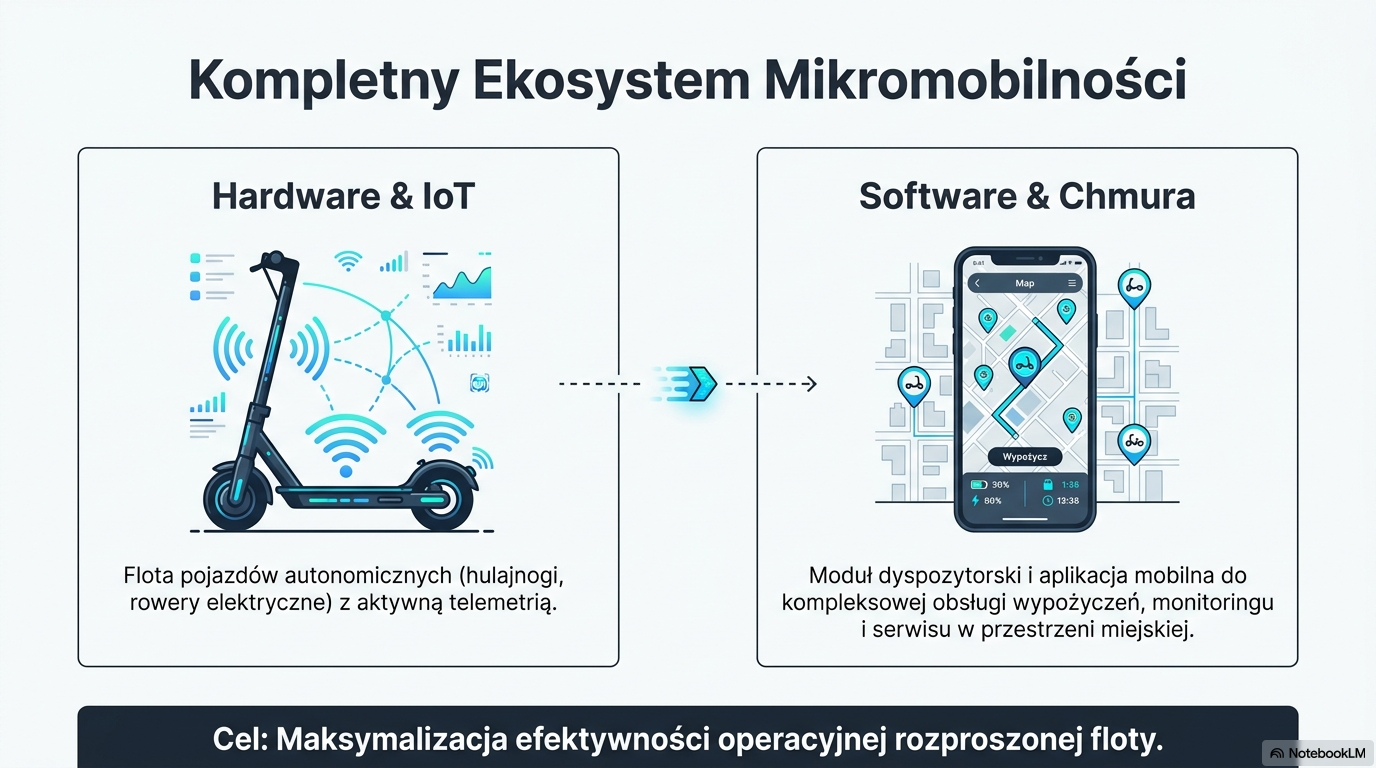 Kompletny Ekosystem Mikromobilności
Hardware & IoT
Flota pojazdów autonomicznych (hulajnogi,
rowery elektryczne) z aktywną telemetrią.
Software & Chmura
Map
Wypożycz
30% 1:36
80% 13:38
Moduł dyspozytorski i aplikacja mobilna do
kompleksowej obsługi wypożyczeń, monitoringu
i serwisu w przestrzeni miejskiej.
Cel: Maksymalizacja efektywności operacyjnej rozproszonej floty.
NotebookLM